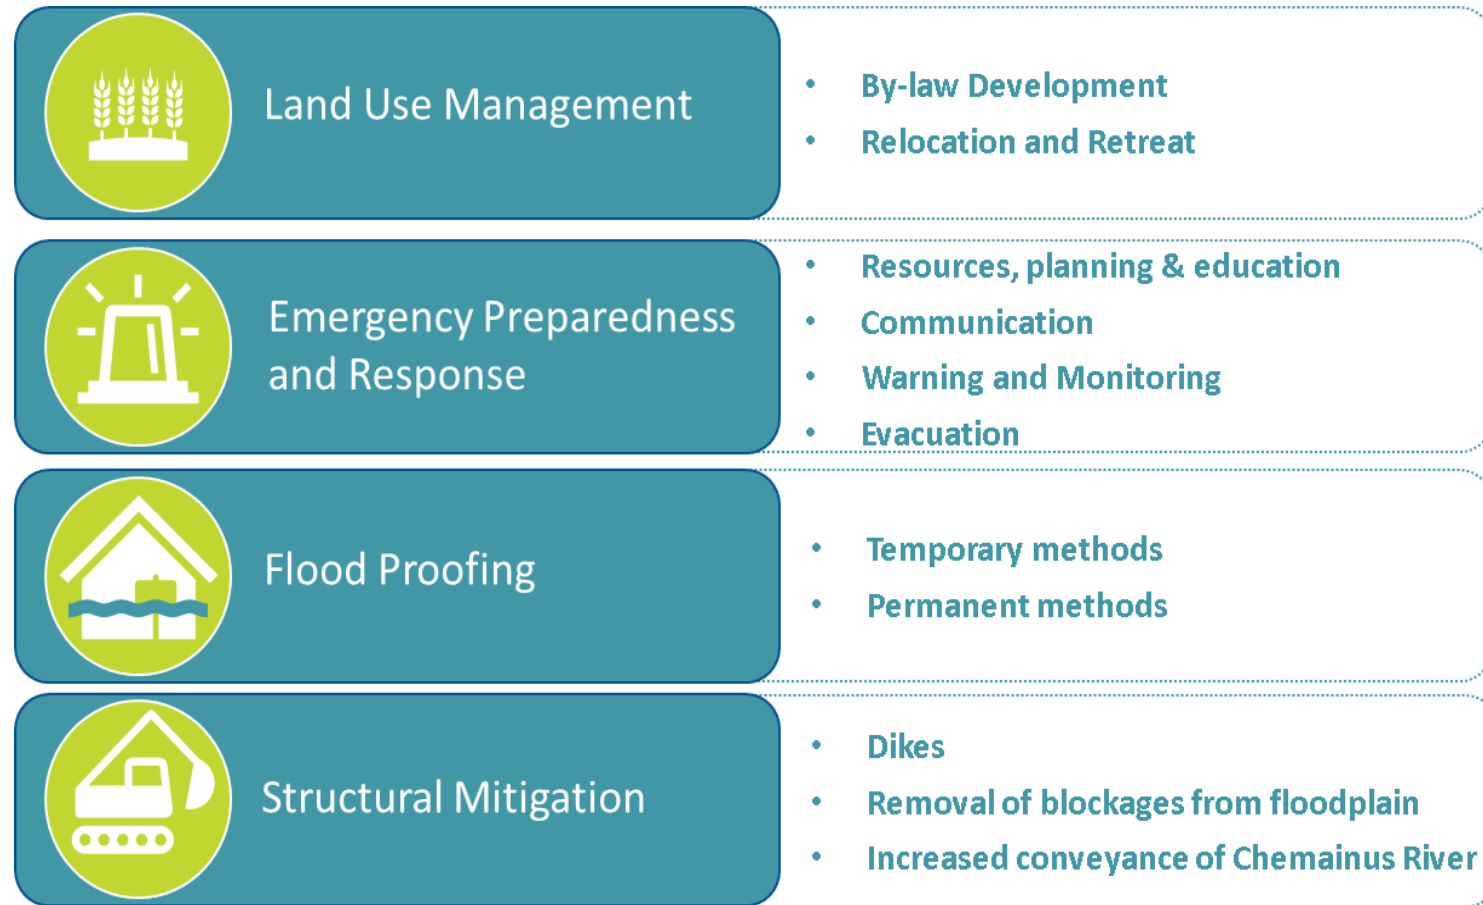 Land Use Management
• By-law Development
• Relocation and Retreat
Emergency Preparedness
and Response
• Resources, planning & education
• Communication
• Warning and Monitoring
• Evacuation
Flood Proofing
• Temporary methods
• Permanent methods
Structural Mitigation
• Dikes
• Removal of blockages from floodplain
• Increased conveyance of Chemainus River